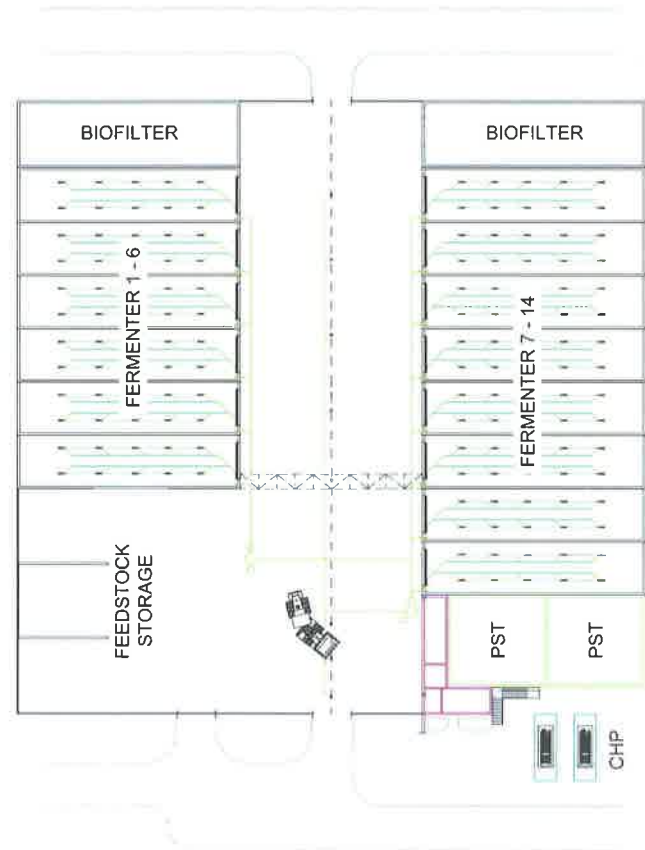 BIOFILTER
BIOFILTER
FERMENTER 1 - 6
FERMENTER 7 - 14
FEEDSTOCK
STORAGE
PST
PST
CHP